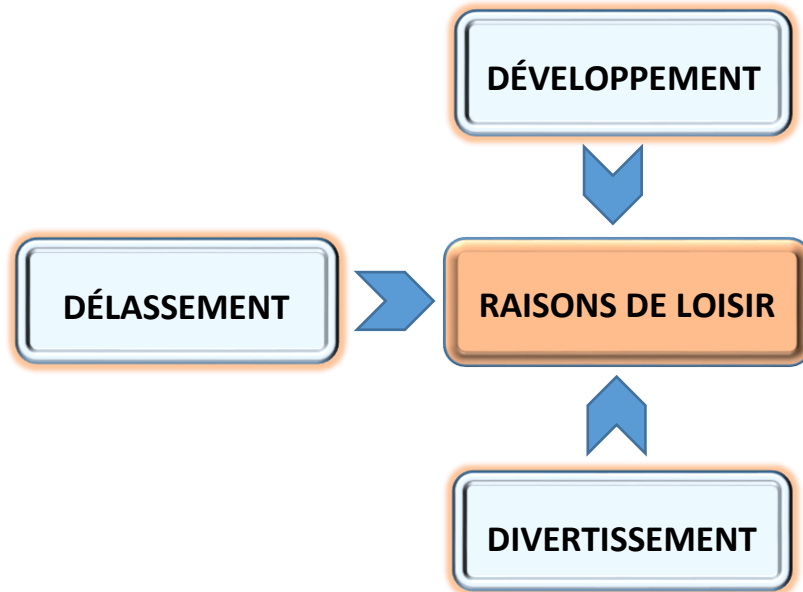 DÉVELOPPEMENT
DÉLASSEMENT
RAISONS DE LOISIR
DIVERTISSEMENT